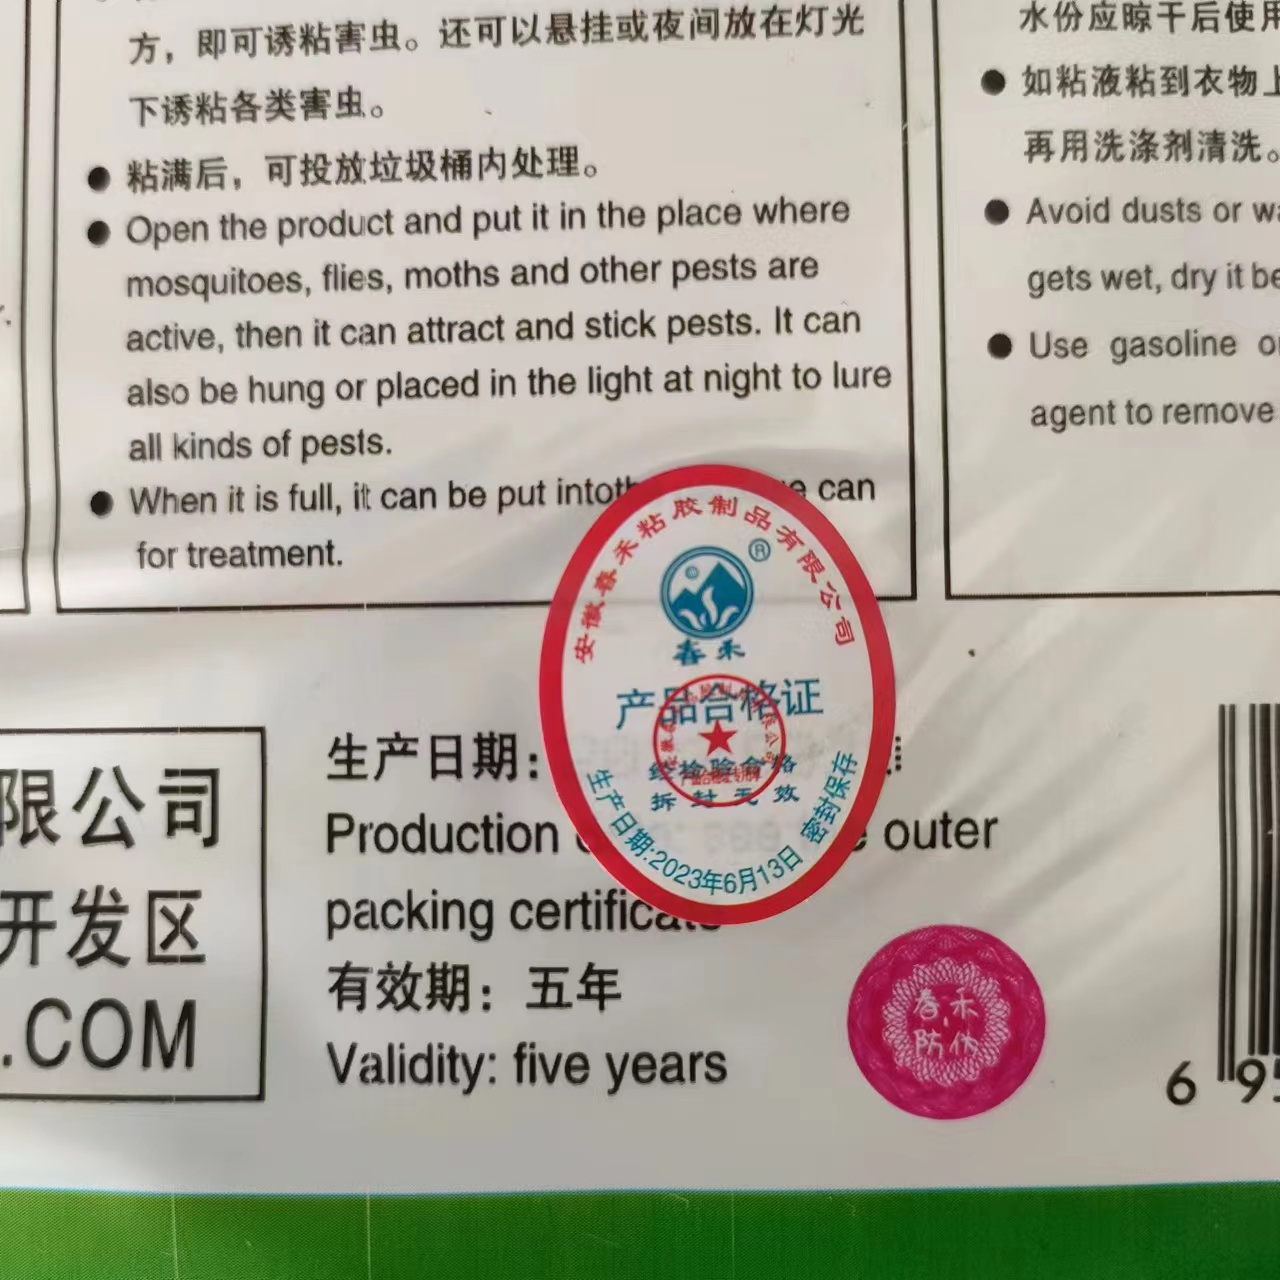 方，即可诱粘害虫。还可以悬挂或夜间放在灯光
下诱粘各类害虫。
● 粘满后，可投放垃圾桶内处理。
● Open the product and put it in the place where
mosquitoes, flies, moths and other pests are
active, then it can attract and stick pests. It can
also be hung or placed in the light at night to lure
all kinds of pests.
● When it is full, it can be put intoth can
for treatment.
水份应晾干后使用
● 如粘液粘到衣物上
再用洗涤剂清洗。
● Avoid dusts or wa
gets wet, dry it be
● Use gasoline or
agent to remove
安徽春禾粘胶制品有限公司
®
春禾
产品合格证
经检验合格
拆封无效
生产日期:2023年6月13日 密封保存
限公司
开发区
.COM
生产日期：
Production outer
packing certificate
有效期：五年
Validity: five years
春禾
防伪
6 95